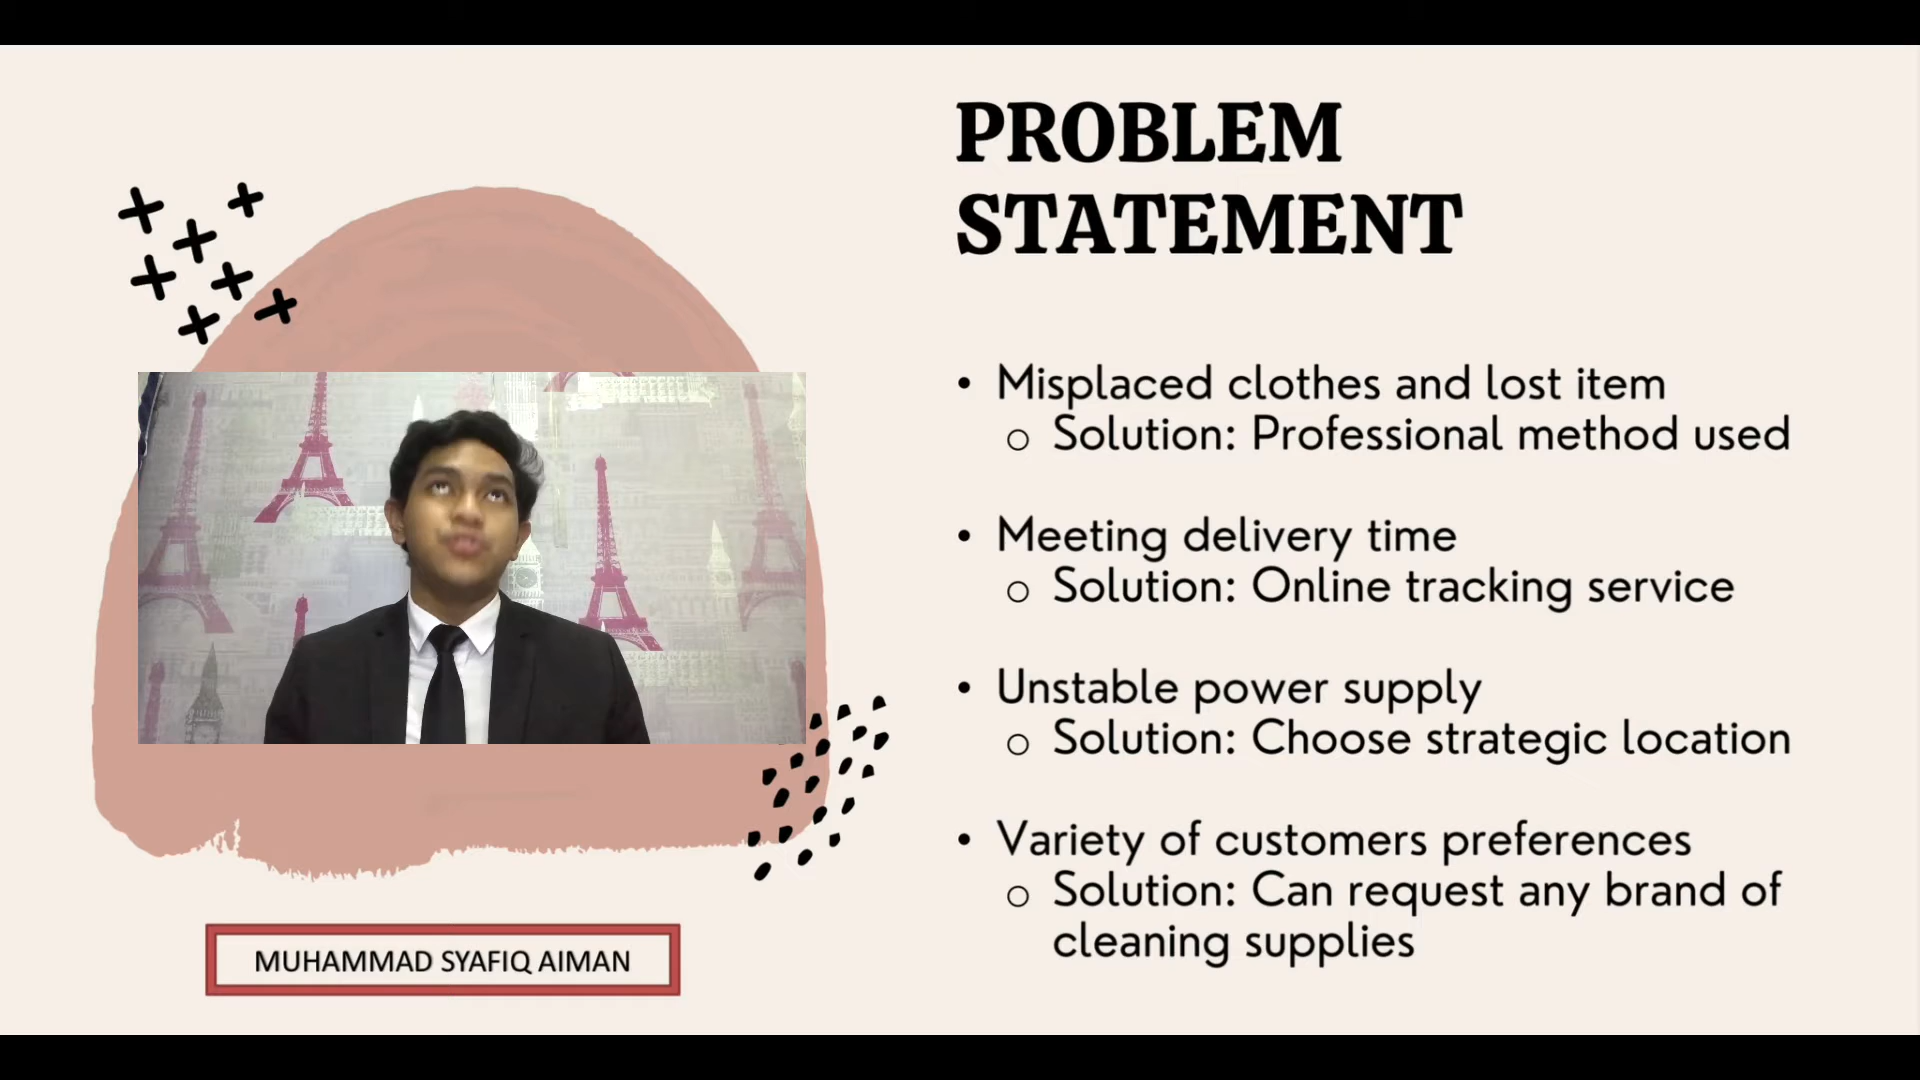 PROBLEM
STATEMENT
• Misplaced clothes and lost item
o Solution: Professional method used
• Meeting delivery time
o Solution: Online tracking service
• Unstable power supply
o Solution: Choose strategic location
• Variety of customers preferences
o Solution: Can request any brand of
cleaning supplies
MUHAMMAD SYAFIQ AIMAN